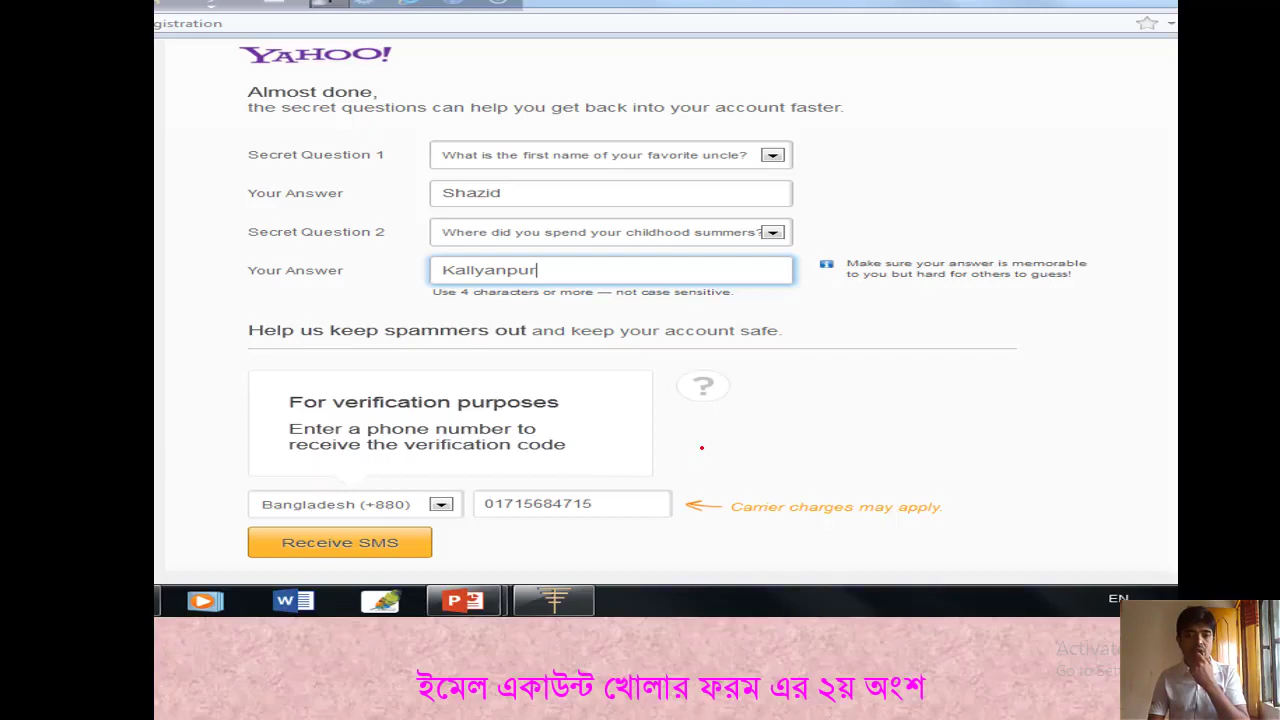 gistration
YAHOO!
Almost done,
the secret questions can help you get back into your account faster.
Secret Question 1
What is the first name of your favorite uncle?
Your Answer
Shazid
Secret Question 2
Where did you spend your childhood summers?
Your Answer
Kallyanpur
Make sure your answer is memorable
to you but hard for others to guess!
Use 4 characters or more — not case sensitive.
Help us keep spammers out and keep your account safe.
For verification purposes
?
Enter a phone number to
receive the verification code
Bangladesh (+880)
01715684715
Carrier charges may apply.
Receive SMS
EN
Activat
Go to Set
ইমেল একাউন্ট খোলার ফরম এর ২য় অংশ